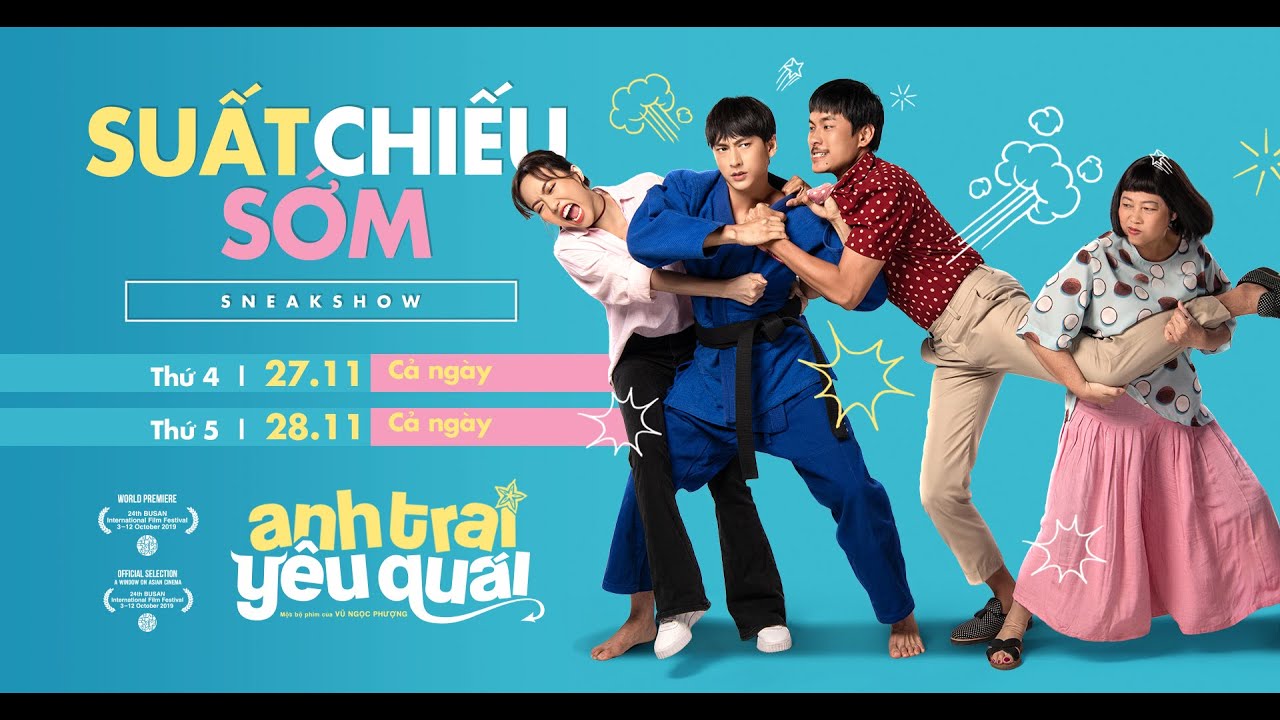 SUẤTCHIẾU
SỚM
SNEAKSHOW
Thứ 4 | 27.11 Cả ngày
Thứ 5 | 28.11 Cả ngày
WORLD PREMIERE
24th BUSAN
International Film Festival
3–12 October 2019
OFFICIAL SELECTION
A WINDOW ON ASIAN CINEMA
24th BUSAN
International Film Festival
3–12 October 2019
anh trai
yêu quái
Một bộ phim của VŨ NGỌC PHƯỢNG